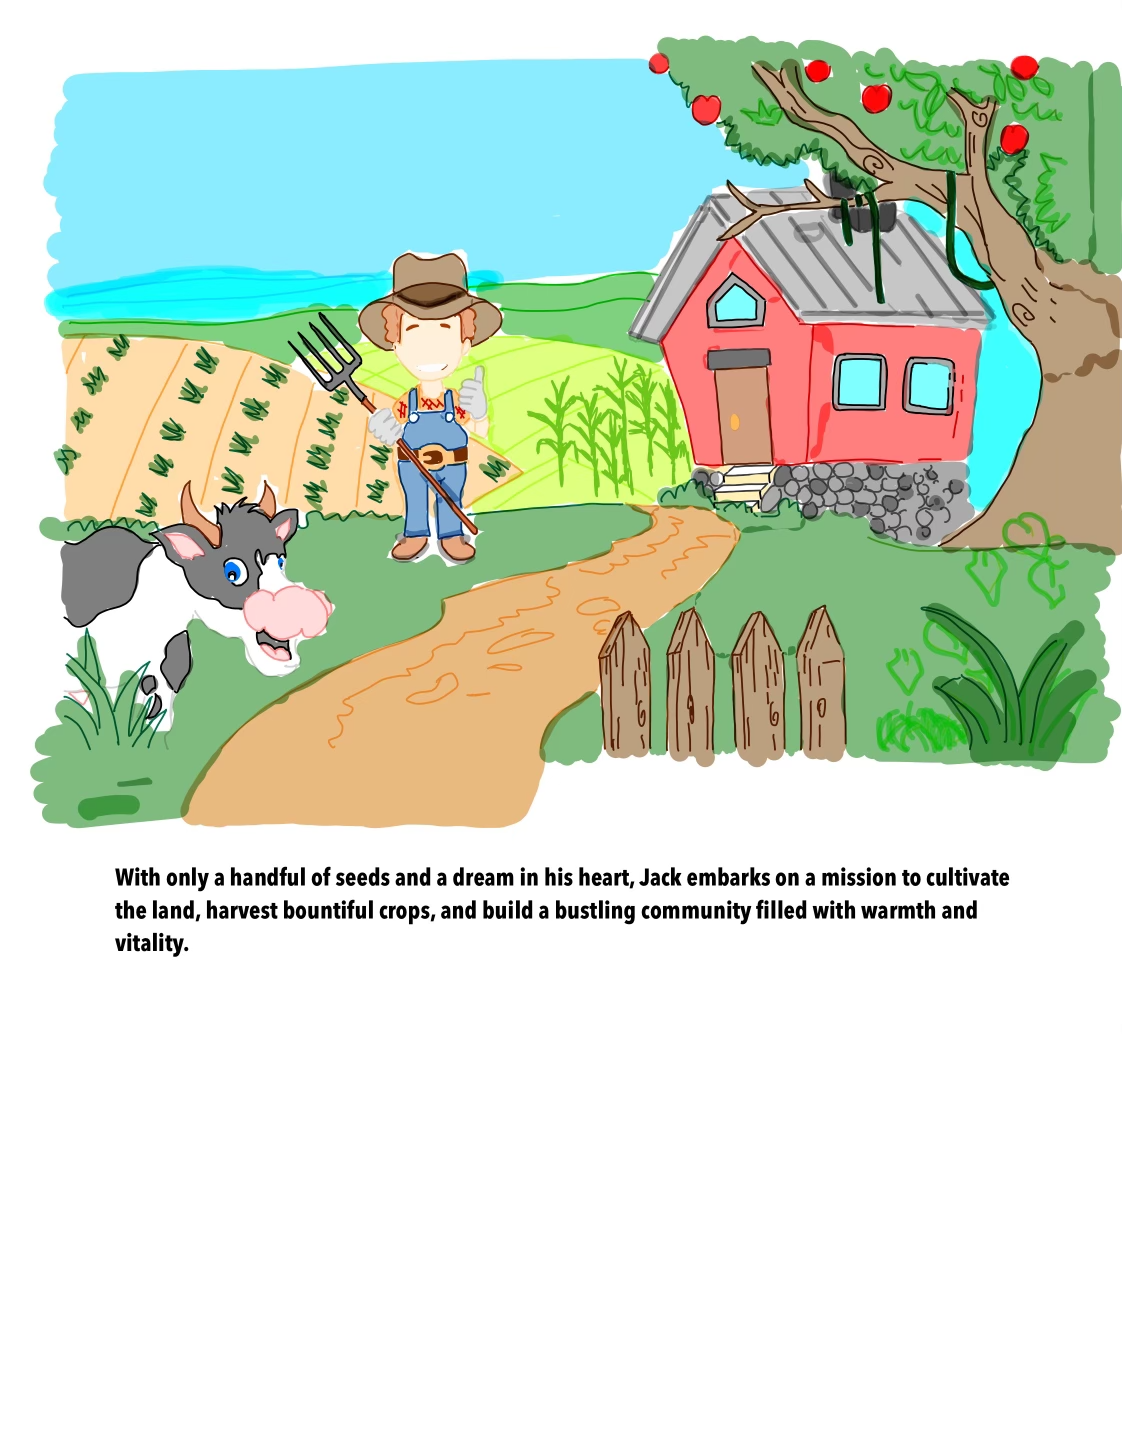 With only a handful of seeds and a dream in his heart, Jack embarks on a mission to cultivate
the land, harvest bountiful crops, and build a bustling community filled with warmth and
vitality.